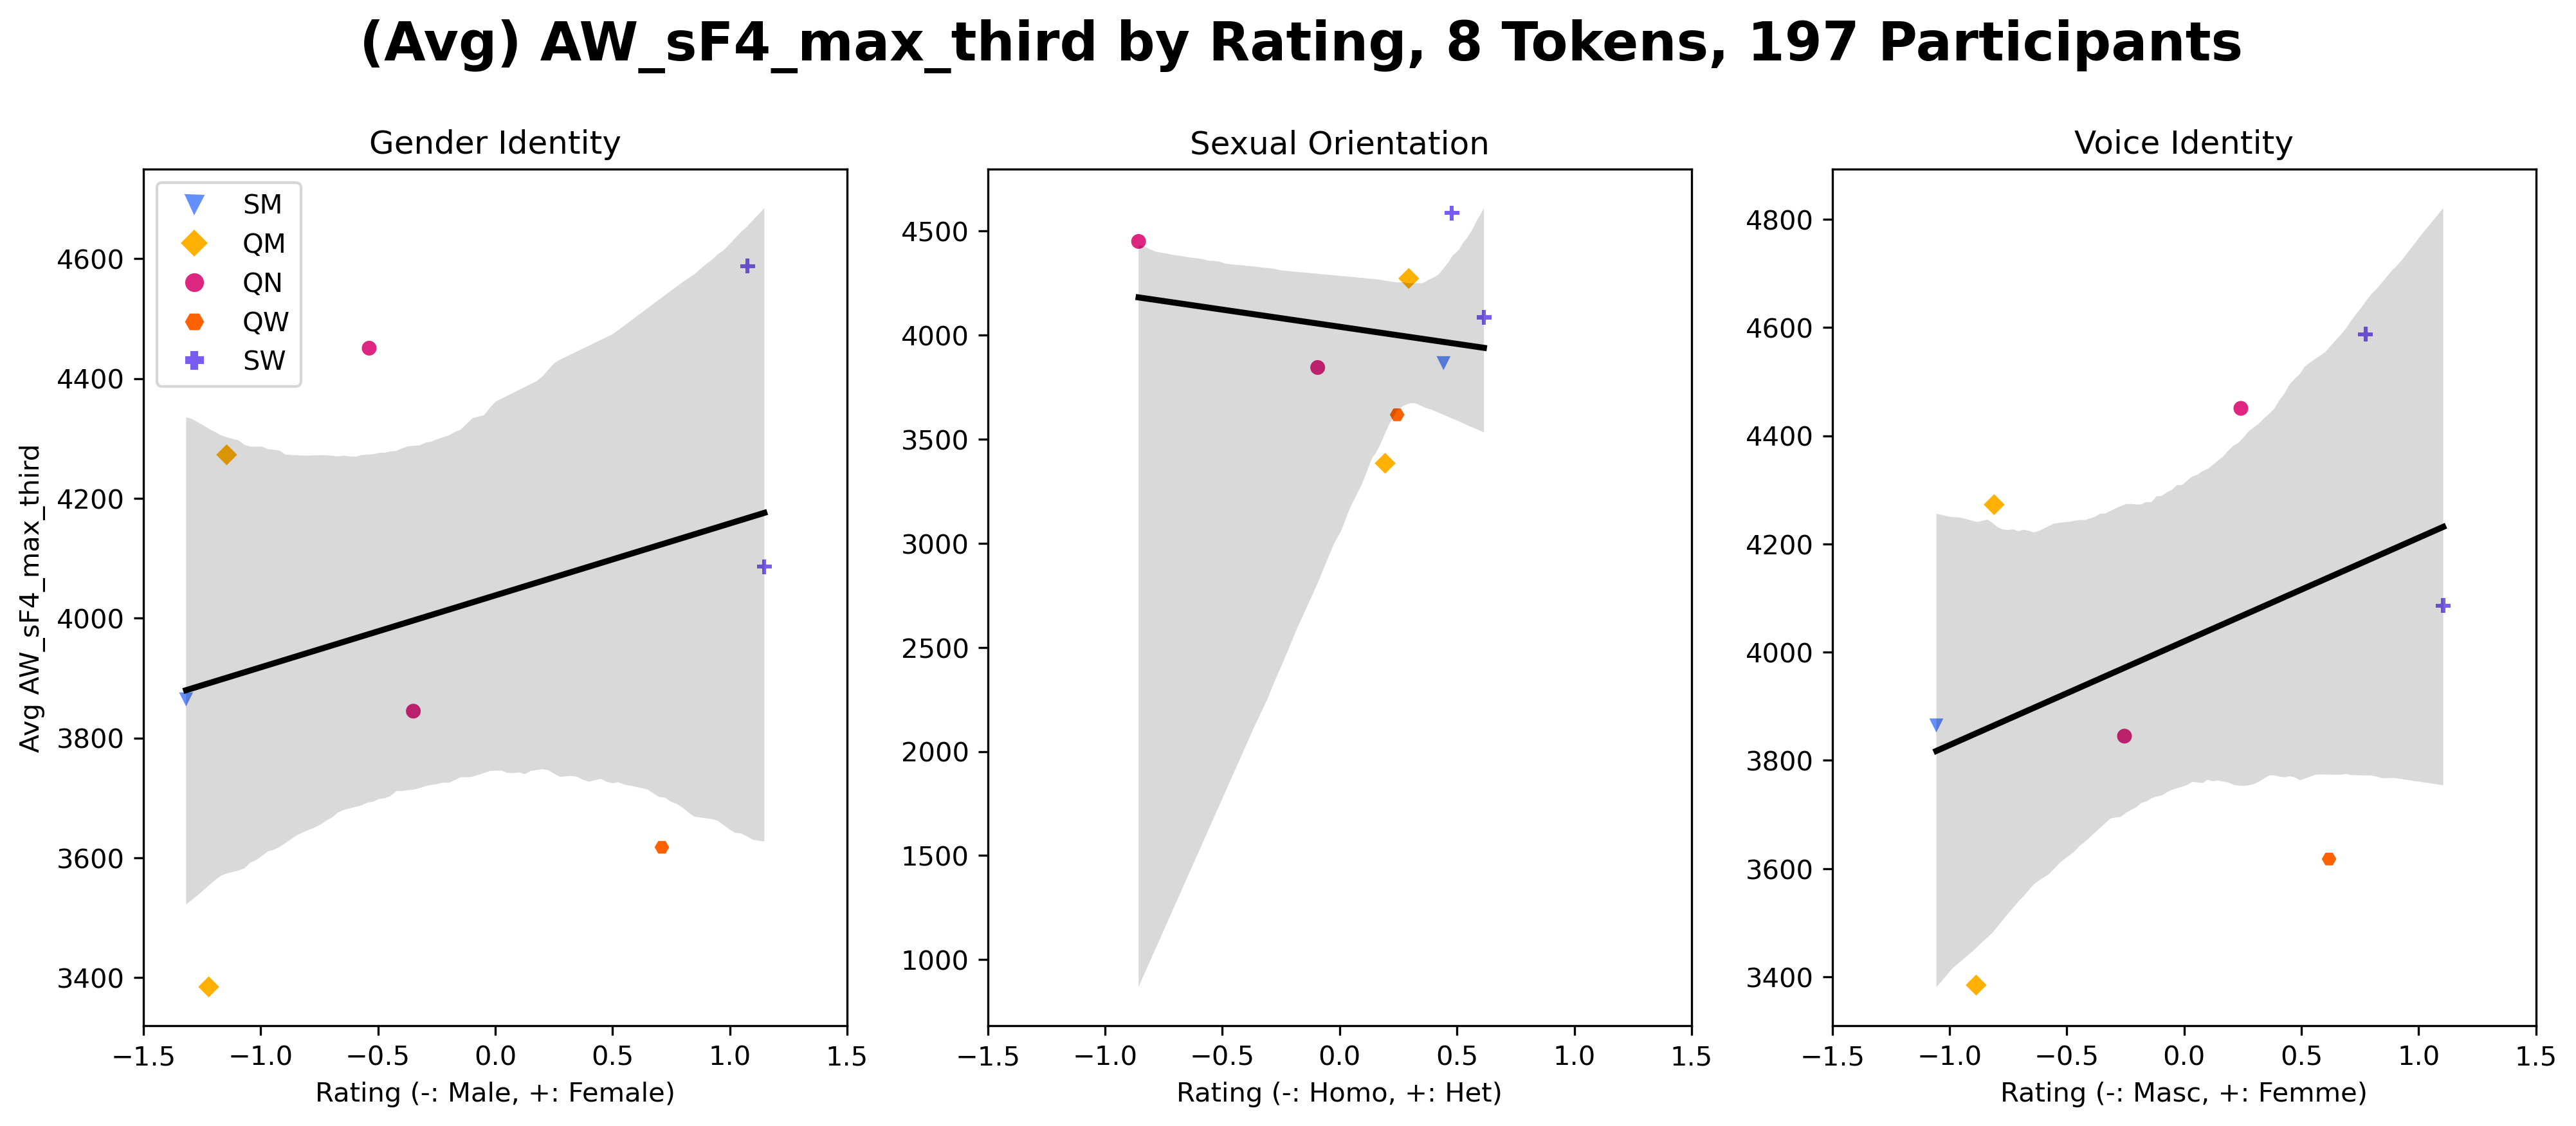 (Avg) AW_sF4_max_third by Rating, 8 Tokens, 197 Participants
Gender Identity
SM
QM
QN
QW
SW
Avg AW_sF4_max_third
4600
4400
4200
4000
3800
3600
3400
−1.5 −1.0 −0.5 0.0 0.5 1.0 1.5
Rating (-: Male, +: Female)
Sexual Orientation
4500
4000
3500
3000
2500
2000
1500
1000
−1.5 −1.0 −0.5 0.0 0.5 1.0 1.5
Rating (-: Homo, +: Het)
Voice Identity
4800
4600
4400
4200
4000
3800
3600
3400
−1.5 −1.0 −0.5 0.0 0.5 1.0 1.5
Rating (-: Masc, +: Femme)